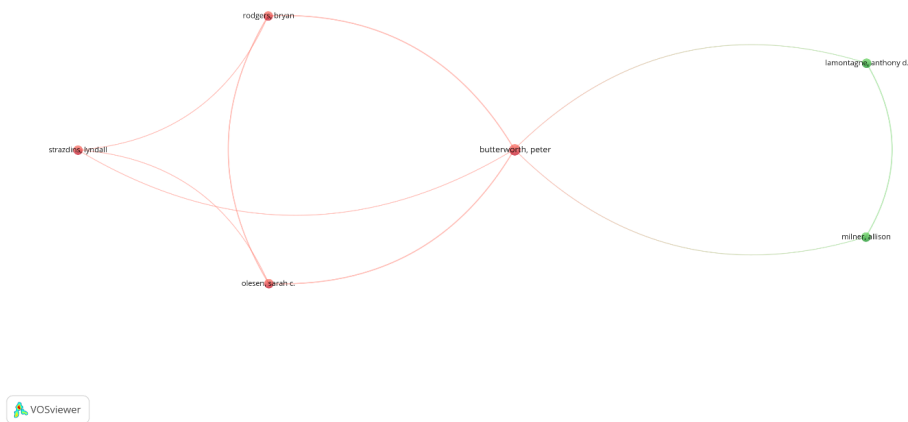 rodgers, bryan
lamontagne, anthony d.
strazdins, lyndall
butterworth, peter
milner, allison
olesen, sarah c.
VOSviewer